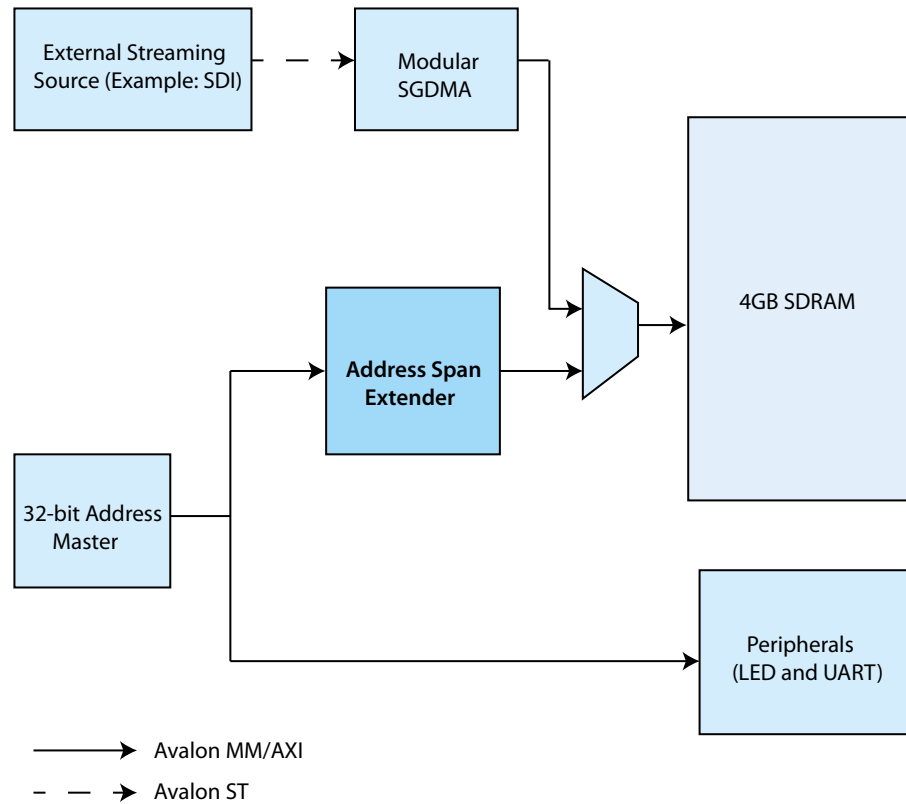 External Streaming
Source (Example: SDI)
Modular
SGDMA
4GB SDRAM
Address Span
Extender
32-bit Address
Master
Peripherals
(LED and UART)
Avalon MM/AXI
Avalon ST